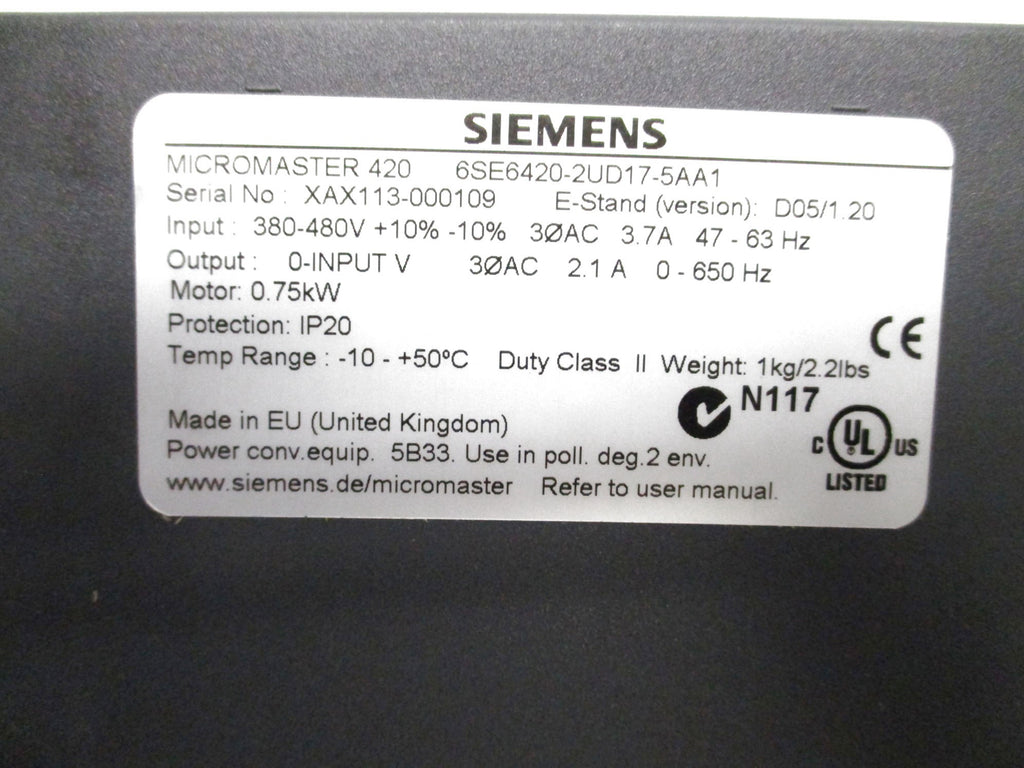 SIEMENS
MICROMASTER 420 6SE6420-2UD17-5AA1
Serial No : XAX113-000109 E-Stand (version): D05/1.20
Input : 380-480V +10% -10% 3ØAC 3.7A 47 - 63 Hz
Output : 0-INPUT V 3ØAC 2.1 A 0 - 650 Hz
Motor: 0.75kW
Protection: IP20
Temp Range : -10 - +50ºC Duty Class II Weight: 1kg/2.2lbs
CE
N117
Made in EU (United Kingdom)
Power conv.equip. 5B33. Use in poll. deg.2 env.
C UL US
LISTED
www.siemens.de/micromaster Refer to user manual.